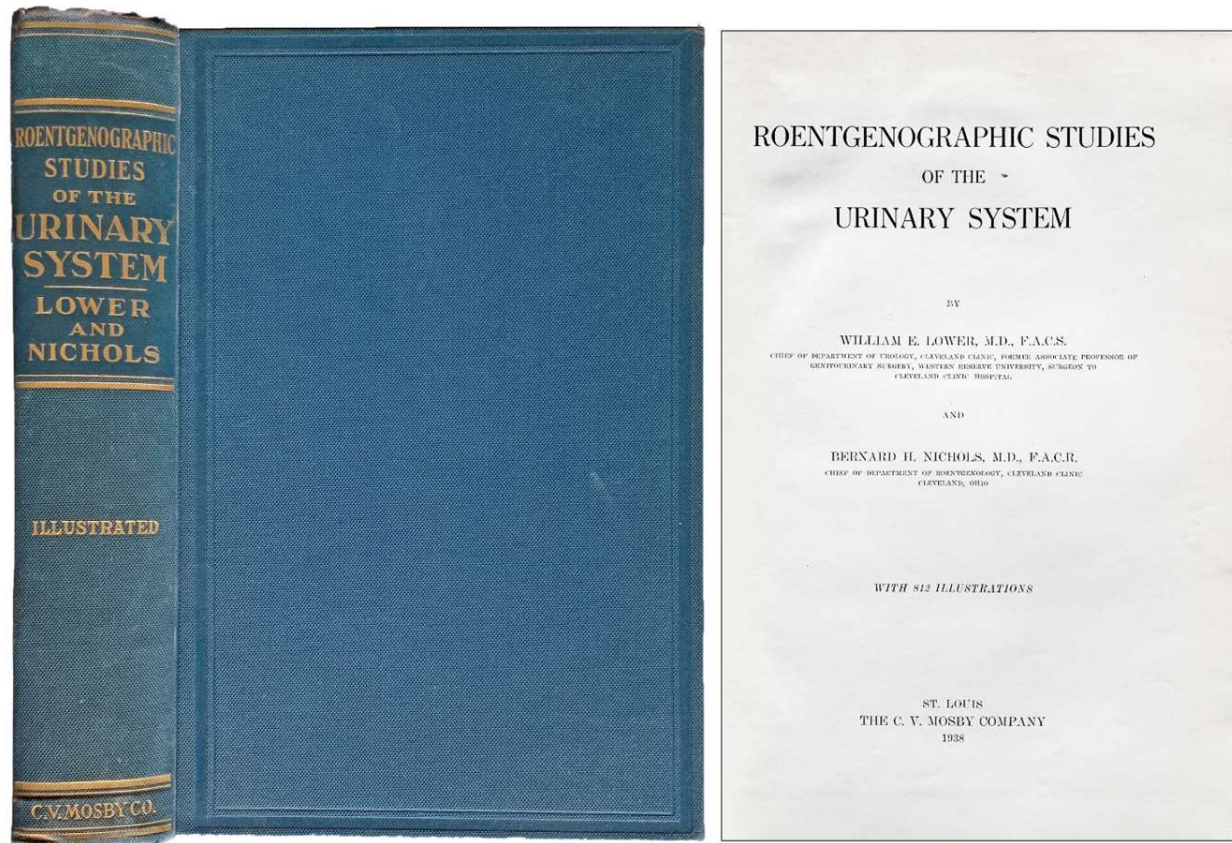 ROENTGENOGRAPHIC
STUDIES
OF THE
URINARY
SYSTEM
LOWER
AND
NICHOLS
ILLUSTRATED
C.V. MOSBY CO.
ROENTGENOGRAPHIC STUDIES
OF THE
URINARY SYSTEM
BY
WILLIAM E. LOWER, M.D., F.A.C.S.
CHIEF OF DEPARTMENT OF UROLOGY, CLEVELAND CLINIC, FORMER ASSOCIATE PROFESSOR OF
GENITOURINARY SURGERY, WESTERN RESERVE UNIVERSITY, SURGEON TO
CLEVELAND CLINIC HOSPITAL
AND
BERNARD H. NICHOLS, M.D., F.A.C.R.
CHIEF OF DEPARTMENT OF ROENTGENOLOGY, CLEVELAND CLINIC
CLEVELAND, OHIO
WITH 812 ILLUSTRATIONS
ST. LOUIS
THE C. V. MOSBY COMPANY
1938